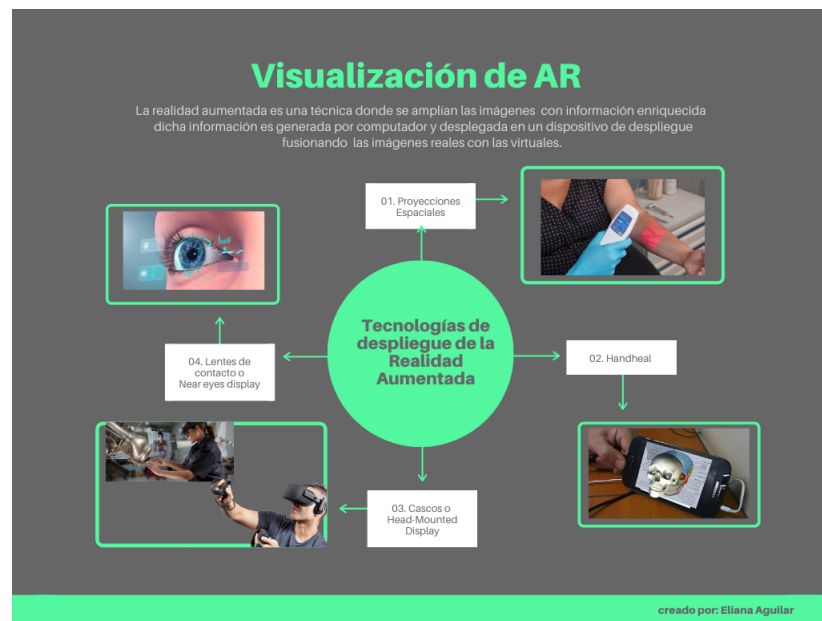 Visualización de AR
La realidad aumentada es una técnica donde se amplían las imágenes con información enriquecida
dicha información es generada por computador y desplegada en un dispositivo de despliegue
fusionando las imágenes reales con las virtuales.
01. Proyecciones
Espaciales
Tecnologías de
despliegue de la
Realidad
Aumentada
02. Handheal
04. Lentes de
contacto o
Near eyes display
03. Cascos o
Head-Mounted
Display
creado por: Eliana Aguilar